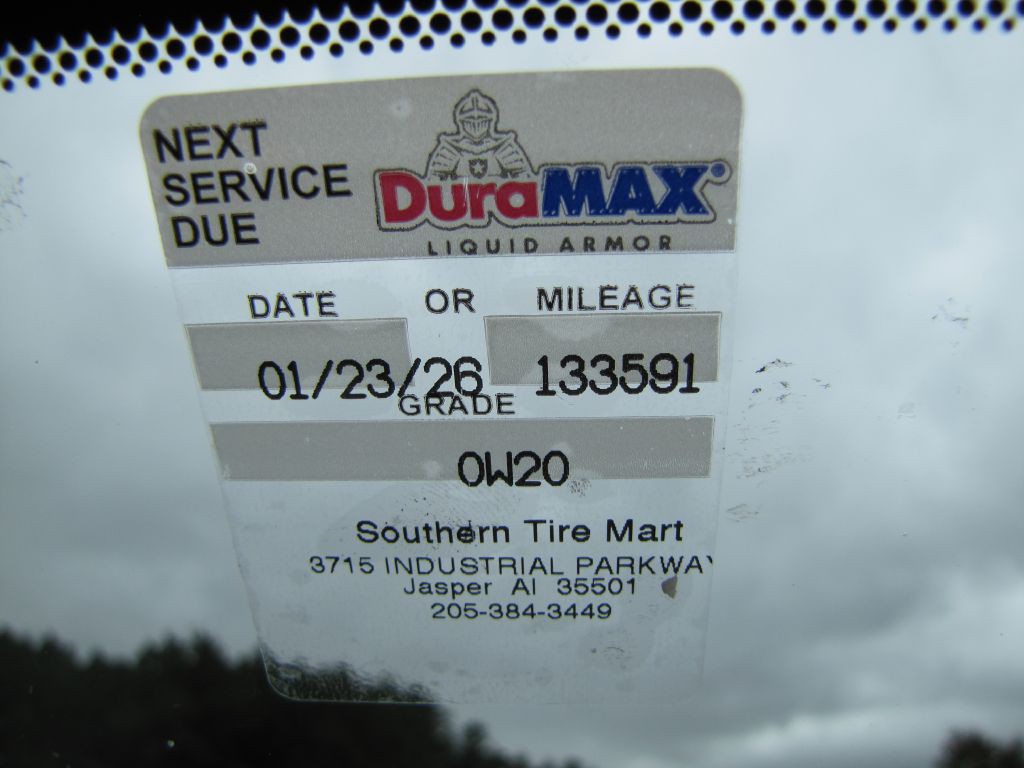 NEXT
SERVICE
DUE
DuraMAX®
LIQUID ARMOR
DATE OR MILEAGE
01/23/26 133591
GRADE
0W20
Southern Tire Mart
3715 INDUSTRIAL PARKWAY
Jasper Al 35501
205-384-3449